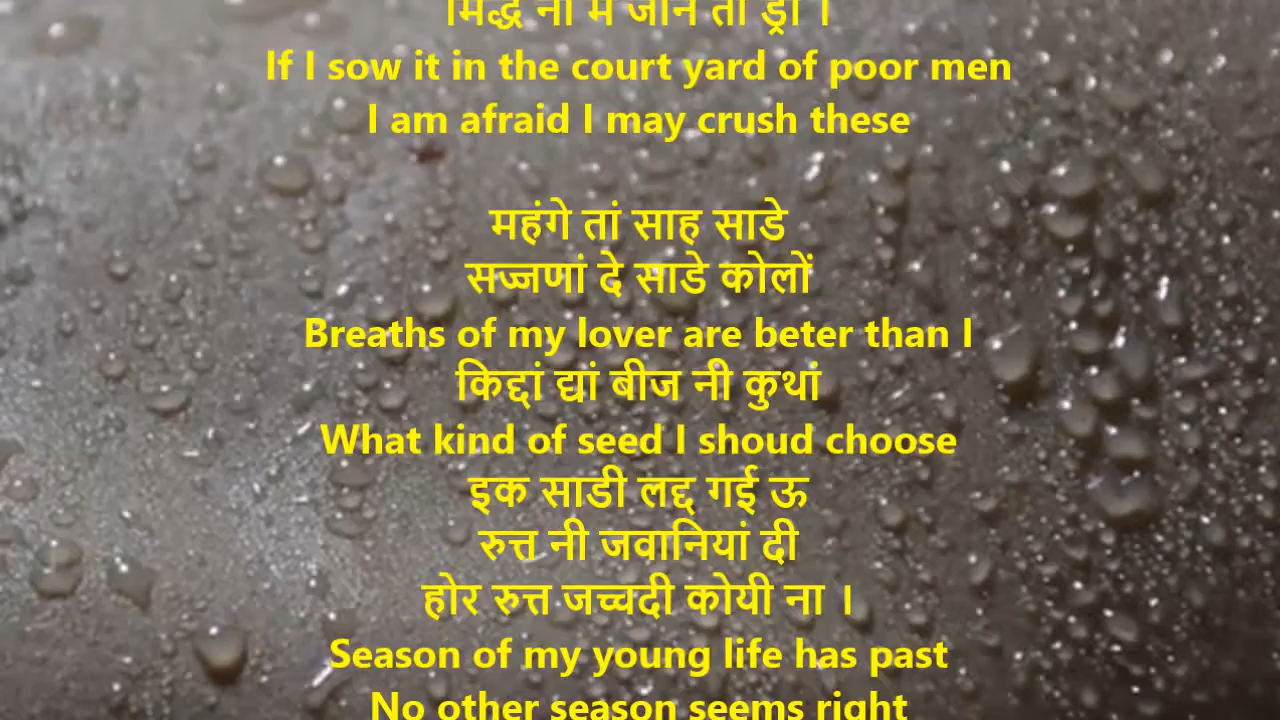 मिद्ध ना मैं जान तो ड्रां ।
If I sow it in the court yard of poor men
I am afraid I may crush these
महंगे तां साह साडे
सज्जणां दे साडे कोलों
Breaths of my lover are beter than I
किद्दां द्यां बीज नी कुथां
What kind of seed I shoud choose
इक साडी लद्द गई ऊ
रुत्त नी जवानियां दी
होर रुत्त जच्चदी कोयी ना ।
Season of my young life has past
No other season seems right